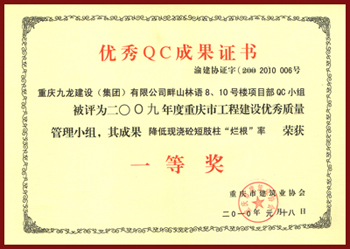 优秀QC成果证书
渝建协证字（200 2010 006号
重庆九龙建设（集团）有限公司畔山林语8、10号楼项目部QC小组
被评为二〇〇九年度重庆市工程建设优秀质量
管理小组，其成果 降低现浇砼短肢柱“烂根”率 荣获
一等奖
重庆市建筑业协会
二〇一〇年元月十八日